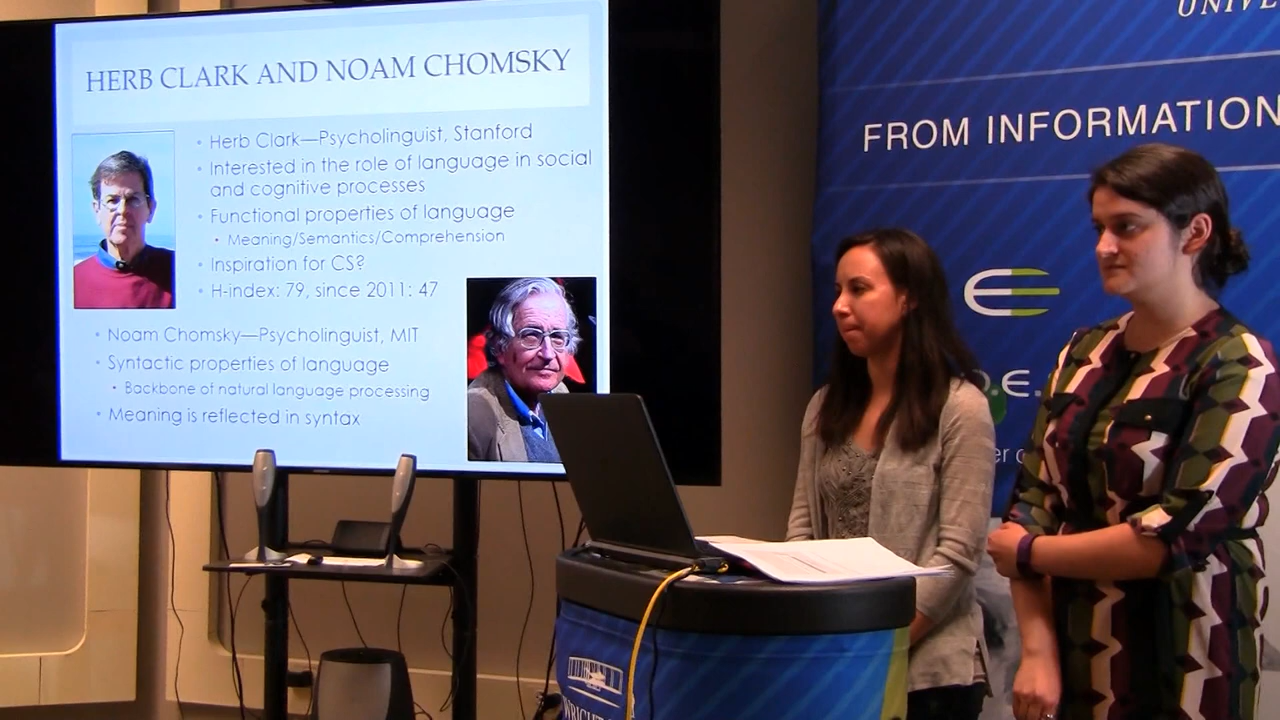 HERB CLARK AND NOAM CHOMSKY
• Herb Clark—Psycholinguist, Stanford
• Interested in the role of language in social
and cognitive processes
• Functional properties of language
• Meaning/Semantics/Comprehension
• Inspiration for CS?
• H-index: 79, since 2011: 47
• Noam Chomsky—Psycholinguist, MIT
• Syntactic properties of language
• Backbone of natural language processing
• Meaning is reflected in syntax
FROM INFORMATION
WRIGHT